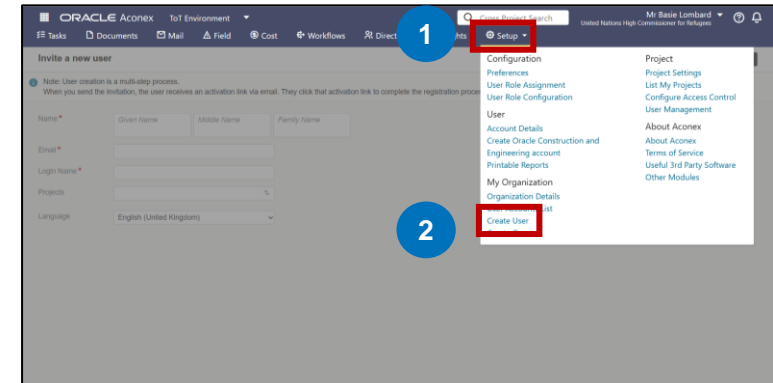 ORACLE Aconex ToT Environment
Cross Project Search
Mr Basie Lombard
United Nations High Commissioner for Refugees
Tasks Documents Mail Field Cost Workflows Setup
1
Invite a new user
Note: User creation is a multi-step process.
When you send the invitation, the user receives an activation link via email. They click that activation link to complete the registration
Name *
Given Name Middle Name Family Name
Email *
Login Name *
Projects
Language English (United Kingdom)
Configuration
Preferences
User Role Assignment
User Role Configuration
User
Account Details
Create Oracle Construction and
Engineering account
Printable Reports
My Organization
Organization Details
Create User
2
Project
Project Settings
List My Projects
Configure Access Control
User Management
About Aconex
About Aconex
Terms of Service
Useful 3rd Party Software
Other Modules